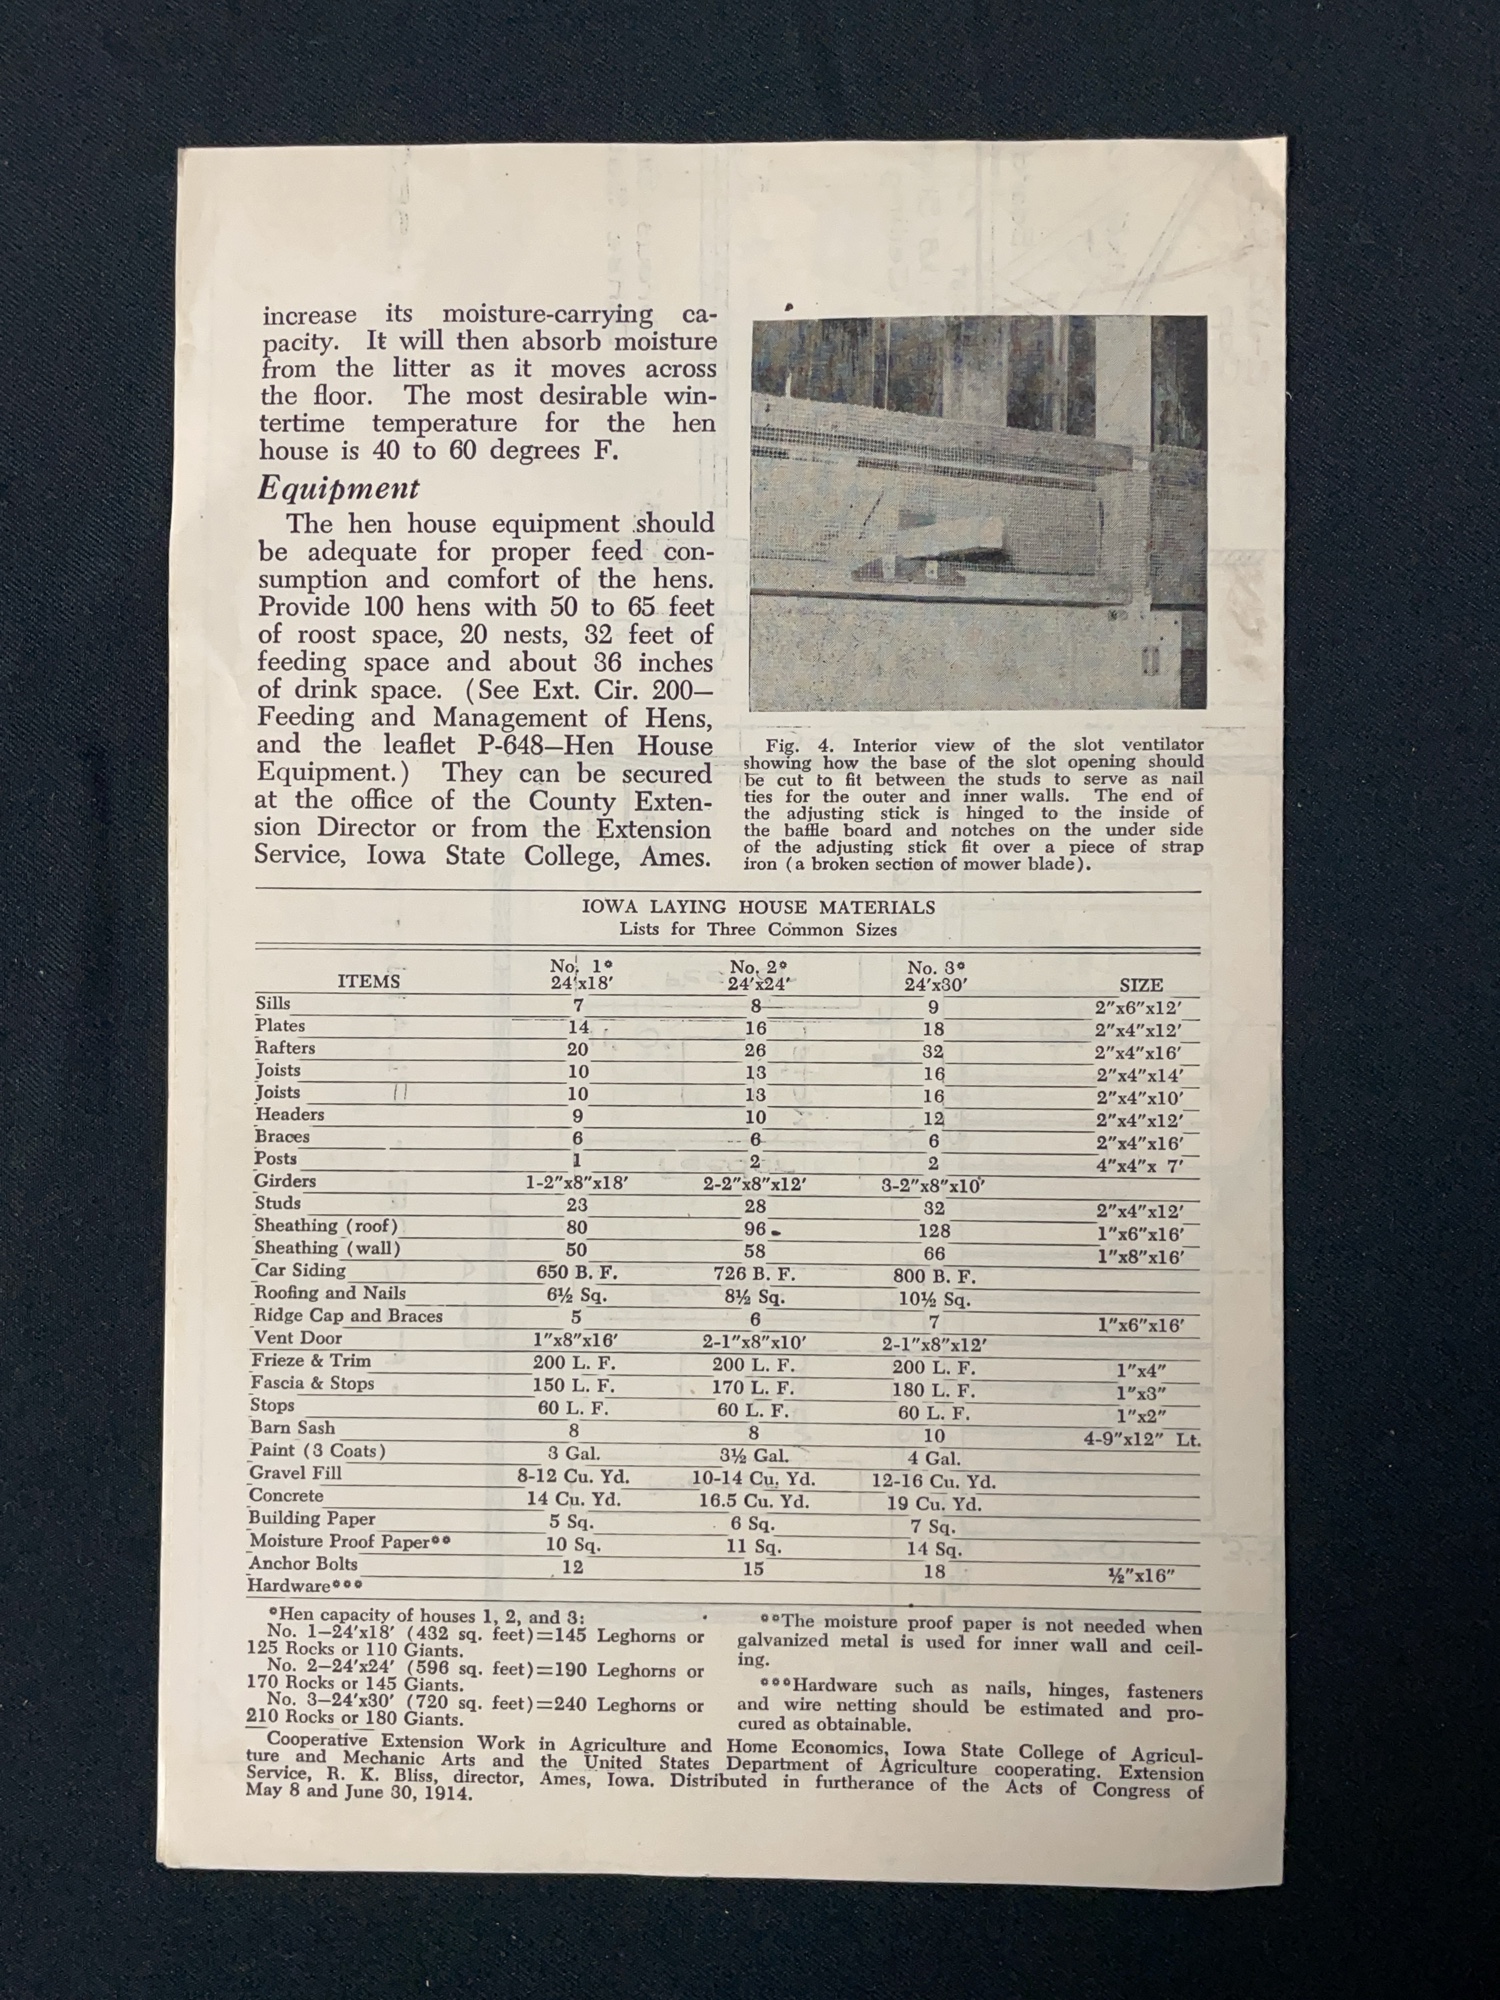 increase its moisture-carrying ca-
pacity. It will then absorb moisture
from the litter as it moves across
the floor. The most desirable win-
tertime temperature for the hen
house is 40 to 60 degrees F.
Equipment
The hen house equipment should
be adequate for proper feed con-
sumption and comfort of the hens.
Provide 100 hens with 50 to 65 feet
of roost space, 20 nests, 32 feet of
feeding space and about 36 inches
of drink space. (See Ext. Cir. 200—
Feeding and Management of Hens,
and the leaflet P-648—Hen House
Equipment.) They can be secured
at the office of the County Exten-
sion Director or from the Extension
Service, Iowa State College, Ames.
Fig. 4. Interior view of the slot ventilator
showing how the base of the slot opening should
be cut to fit between the studs to serve as nail
ties for the outer and inner walls. The end of
the adjusting stick is hinged to the inside of
the baffle board and notches on the under side
of the adjusting stick fit over a piece of strap
iron (a broken section of mower blade).
IOWA LAYING HOUSE MATERIALS
Lists for Three Common Sizes
ITEMS No. 1* 24'x18' No. 2* 24'x24' No. 3* 24'x30' SIZE
Sills 7 8 9 2"x6"x12'
Plates 14 16 18 2"x4"x12'
Rafters 20 26 32 2"x4"x16'
Joists 10 13 16 2"x4"x14'
Joists 10 13 16 2"x4"x10'
Headers 9 10 12 2"x4"x12'
Braces 6 6 6 2"x4"x16'
Posts 1 2 2 4"x4"x 7'
Girders 1-2"x8"x18' 2-2"x8"x12' 3-2"x8"x10'
Studs 23 28 32 2"x4"x12'
Sheathing (roof) 80 96 128 1"x6"x16'
Sheathing (wall) 50 58 66 1"x8"x16'
Car Siding 650 B. F. 726 B. F. 800 B. F.
Roofing and Nails 6½ Sq. 8½ Sq. 10½ Sq.
Ridge Cap and Braces 5 6 7 1"x6"x16'
Vent Door 1"x8"x16' 2-1"x8"x10' 2-1"x8"x12'
Frieze & Trim 200 L. F. 200 L. F. 200 L. F. 1"x4"
Fascia & Stops 150 L. F. 170 L. F. 180 L. F. 1"x3"
Stops 60 L. F. 60 L. F. 60 L. F. 1"x2"
Barn Sash 8 8 10 4-9"x12" Lt.
Paint (3 Coats) 3 Gal. 3½ Gal. 4 Gal.
Gravel Fill 8-12 Cu. Yd. 10-14 Cu. Yd. 12-16 Cu. Yd.
Concrete 14 Cu. Yd. 16.5 Cu. Yd. 19 Cu. Yd.
Building Paper 5 Sq. 6 Sq. 7 Sq.
Moisture Proof Paper** 10 Sq. 11 Sq. 14 Sq.
Anchor Bolts 12 15 18 ½"x16"
Hardware***
*Hen capacity of houses 1, 2, and 3:
No. 1—24'x18' (432 sq. feet)=145 Leghorns or
125 Rocks or 110 Giants.
No. 2—24'x24' (596 sq. feet)=190 Leghorns or
170 Rocks or 145 Giants.
No. 3—24'x30' (720 sq. feet)=240 Leghorns or
210 Rocks or 180 Giants.
**The moisture proof paper is not needed when
galvanized metal is used for inner wall and ceil-
ing.
***Hardware such as nails, hinges, fasteners
and wire netting should be estimated and pro-
cured as obtainable.
Cooperative Extension Work in Agriculture and Home Economics, Iowa State College of Agricul-
ture and Mechanic Arts and the United States Department of Agriculture cooperating. Extension
Service, R. K. Bliss, director, Ames, Iowa. Distributed in furtherance of the Acts of Congress of
May 8 and June 30, 1914.